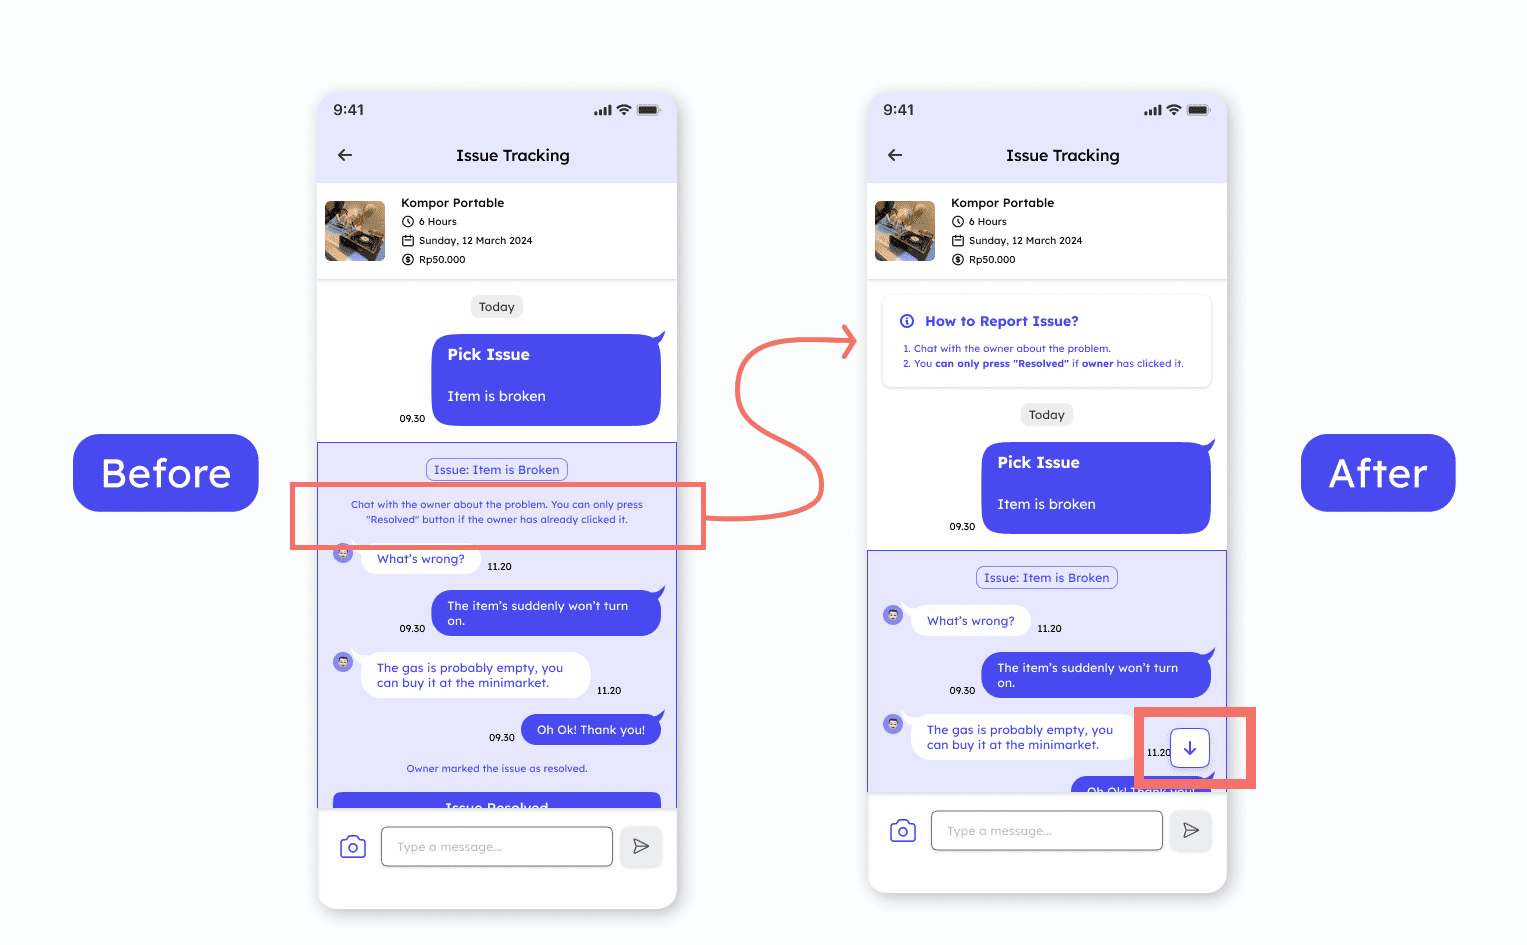 Before
9:41
Issue Tracking
Kompor Portable
6 Hours
Sunday, 12 March 2024
Rp50.000
Today
Pick Issue
Item is broken
09.30
Issue: Item is Broken
Chat with the owner about the problem. You can only press
"Resolved" button if the owner has already clicked it.
What's wrong?
11.20
The item's suddenly won't turn
on.
09.30
The gas is probably empty, you
can buy it at the minimarket.
11.20
Oh Ok! Thank you!
09.30
Owner marked the issue as resolved.
Issue Resolved
Type a message...
9:41
Issue Tracking
Kompor Portable
6 Hours
Sunday, 12 March 2024
Rp50.000
How to Report Issue?
1. Chat with the owner about the problem.
2. You can only press "Resolved" if owner has clicked it.
Today
Pick Issue
Item is broken
09.30
Issue: Item is Broken
What's wrong?
11.20
The item's suddenly won't turn
on.
09.30
The gas is probably empty, you
can buy it at the minimarket.
11.20
Oh Ok! Thank you!
Type a message...
After